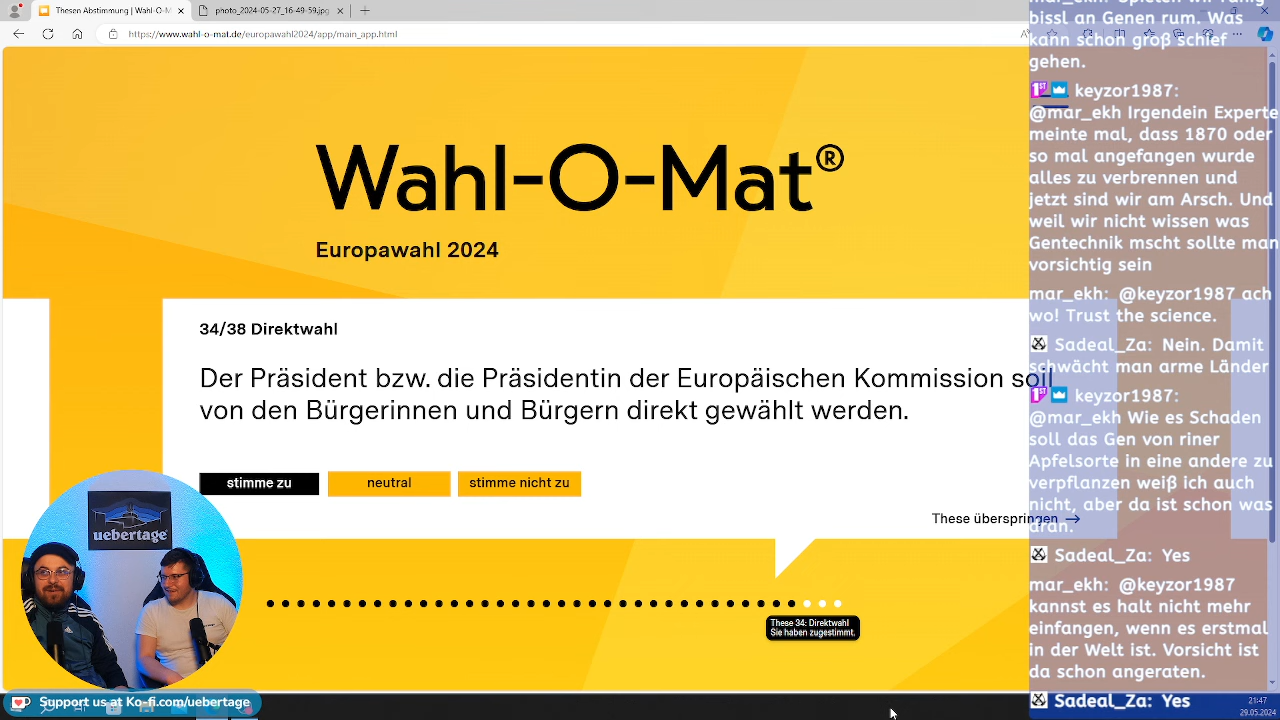 Thesen Abstimmung | Wahl-O-M
photo_2024-05-27_16-49-59.jpg
https://www.wahl-o-mat.de/europawahl2024/app/main_app.html
Wahl-O-Mat®
Europawahl 2024
34/38 Direktwahl
Der Präsident bzw. die Präsidentin der Europäischen Kommission soll
von den Bürgerinnen und Bürgern direkt gewählt werden.
stimme zu
neutral
stimme nicht zu
These überspringen →
These 34: Direktwahl
Sie haben zugestimmt.
uebertage
Support us at Ko-fi.com/uebertage
bissl an Genen rum. Was
kann schon groß schief
gehen.
keyzor1987:
@mar_ekh Irgendein Experte
meinte mal, dass 1870 oder
so mal angefangen wurde
alles zu verbrennen und
jetzt sind wir am Arsch. Und
weil wir nicht wissen was
Gentechnik mscht sollte man
vorsichtig sein
mar_ekh: @keyzor1987 ach
wo! Trust the science.
Sadeal_Za: Nein. Damit
schwächt man arme Länder
keyzor1987:
@mar_ekh Wie es Schaden
soll das Gen von riner
Apfelsorte in eine andere zu
verpflanzen weiß ich auch
nicht, aber da ist schon was
dran.
Sadeal_Za: Yes
mar_ekh: @keyzor1987
kannst es halt nicht mehr
einfangen, wenn es erstmal
in der Welt ist. Vorsicht ist
da schon angeraten.
Sadeal_Za: Yes
21:47
29.05.2024